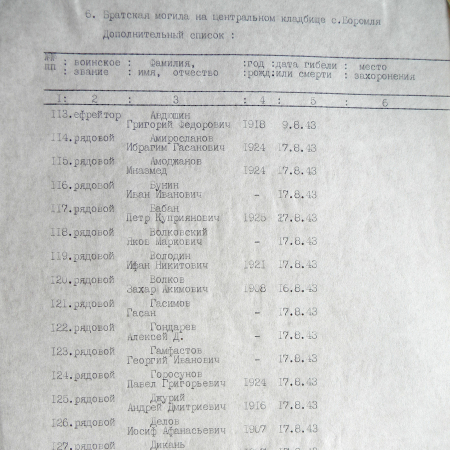 6. Братская могила на центральном кладбище с.Боромля
Дополнительный список :
№№ : воинское : Фамилия, :год :дата гибели : место
пп : звание : имя, отчество :рожд:или смерти : захоронения
1: 2 : 3 : 4 : 5 : 6
113.ефрейтор Авдюшин
Григорий Федорович 1918 9.8.43
114.рядовой Амиросланов
Ибрагим Гасанович 1924 17.8.43
115.рядовой Амоджанов
Мизамед 1924 17.8.43
116.рядовой Бунин
Иван Иванович - 17.8.43
117.рядовой Бабан
Петр Куприянович 1925 27.8.43
118.рядовой Волковский
Яков Маркович - 17.8.43
119.рядовой Володин
Ифан Никитович 1921 17.8.43
120.рядовой Волков
Захар Акимович 1908 16.8.43
121.рядовой Гасимов
Гасан - 17.8.43
122.рядовой Гондарев
Алексей Д. - 17.8.43
123.рядовой Гамфастов
Георгий Иванович - 17.8.43
124.рядовой Горосунов
Павел Григорьевич 1924 17.8.43
125.рядовой Джурий
Андрей Дмитриевич 1916 17.8.43
126.рядовой Делов
Иосиф Афанасьевич 1907 17.8.43
127.рядовой Дикань